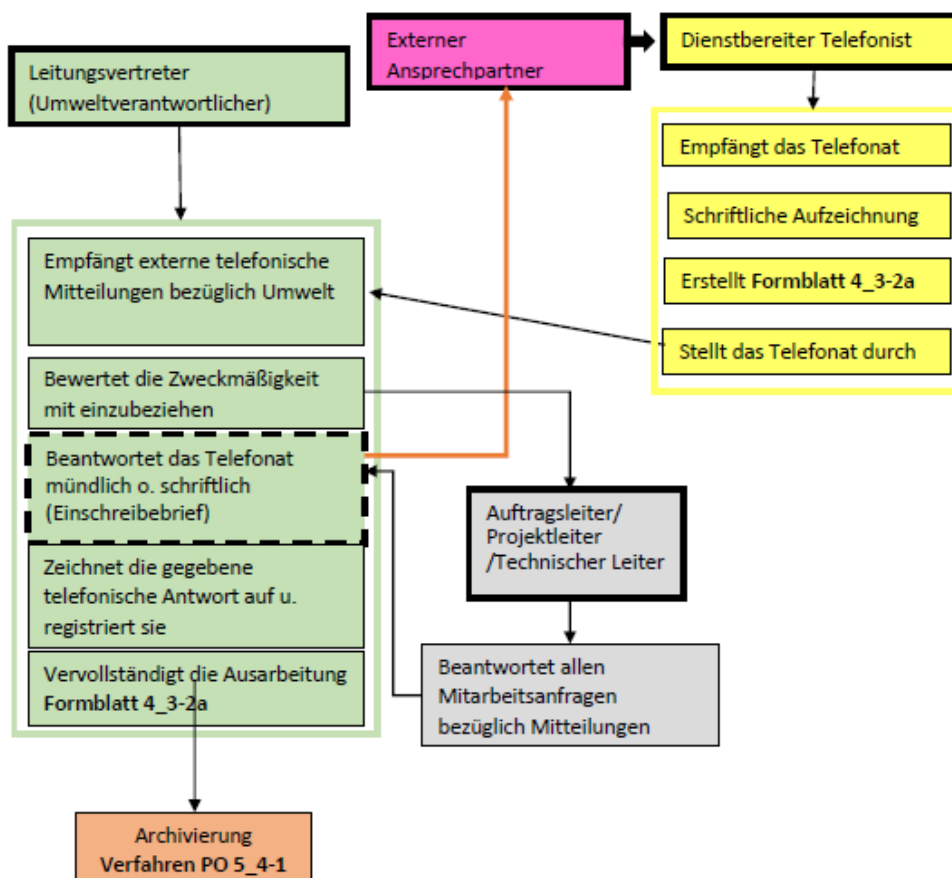 Externer
Ansprechpartner
Dienstbereiter Telefonist
Leitungsvertreter
(Umweltverantwortlicher)
Empfängt das Telefonat
Schriftliche Aufzeichnung
Erstellt Formblatt 4_3-2a
Stellt das Telefonat durch
Empfängt externe telefonische
Mitteilungen bezüglich Umwelt
Bewertet die Zweckmäßigkeit
mit einzubeziehen
Beantwortet das Telefonat
mündlich o. schriftlich
(Einschreibebrief)
Zeichnet die gegebene
telefonische Antwort auf u.
registriert sie
Vervollständigt die Ausarbeitung
Formblatt 4_3-2a
Auftragsleiter/
Projektleiter
/Technischer Leiter
Beantwortet allen
Mitarbeitsanfragen
bezüglich Mitteilungen
Archivierung
Verfahren PO 5_4-1